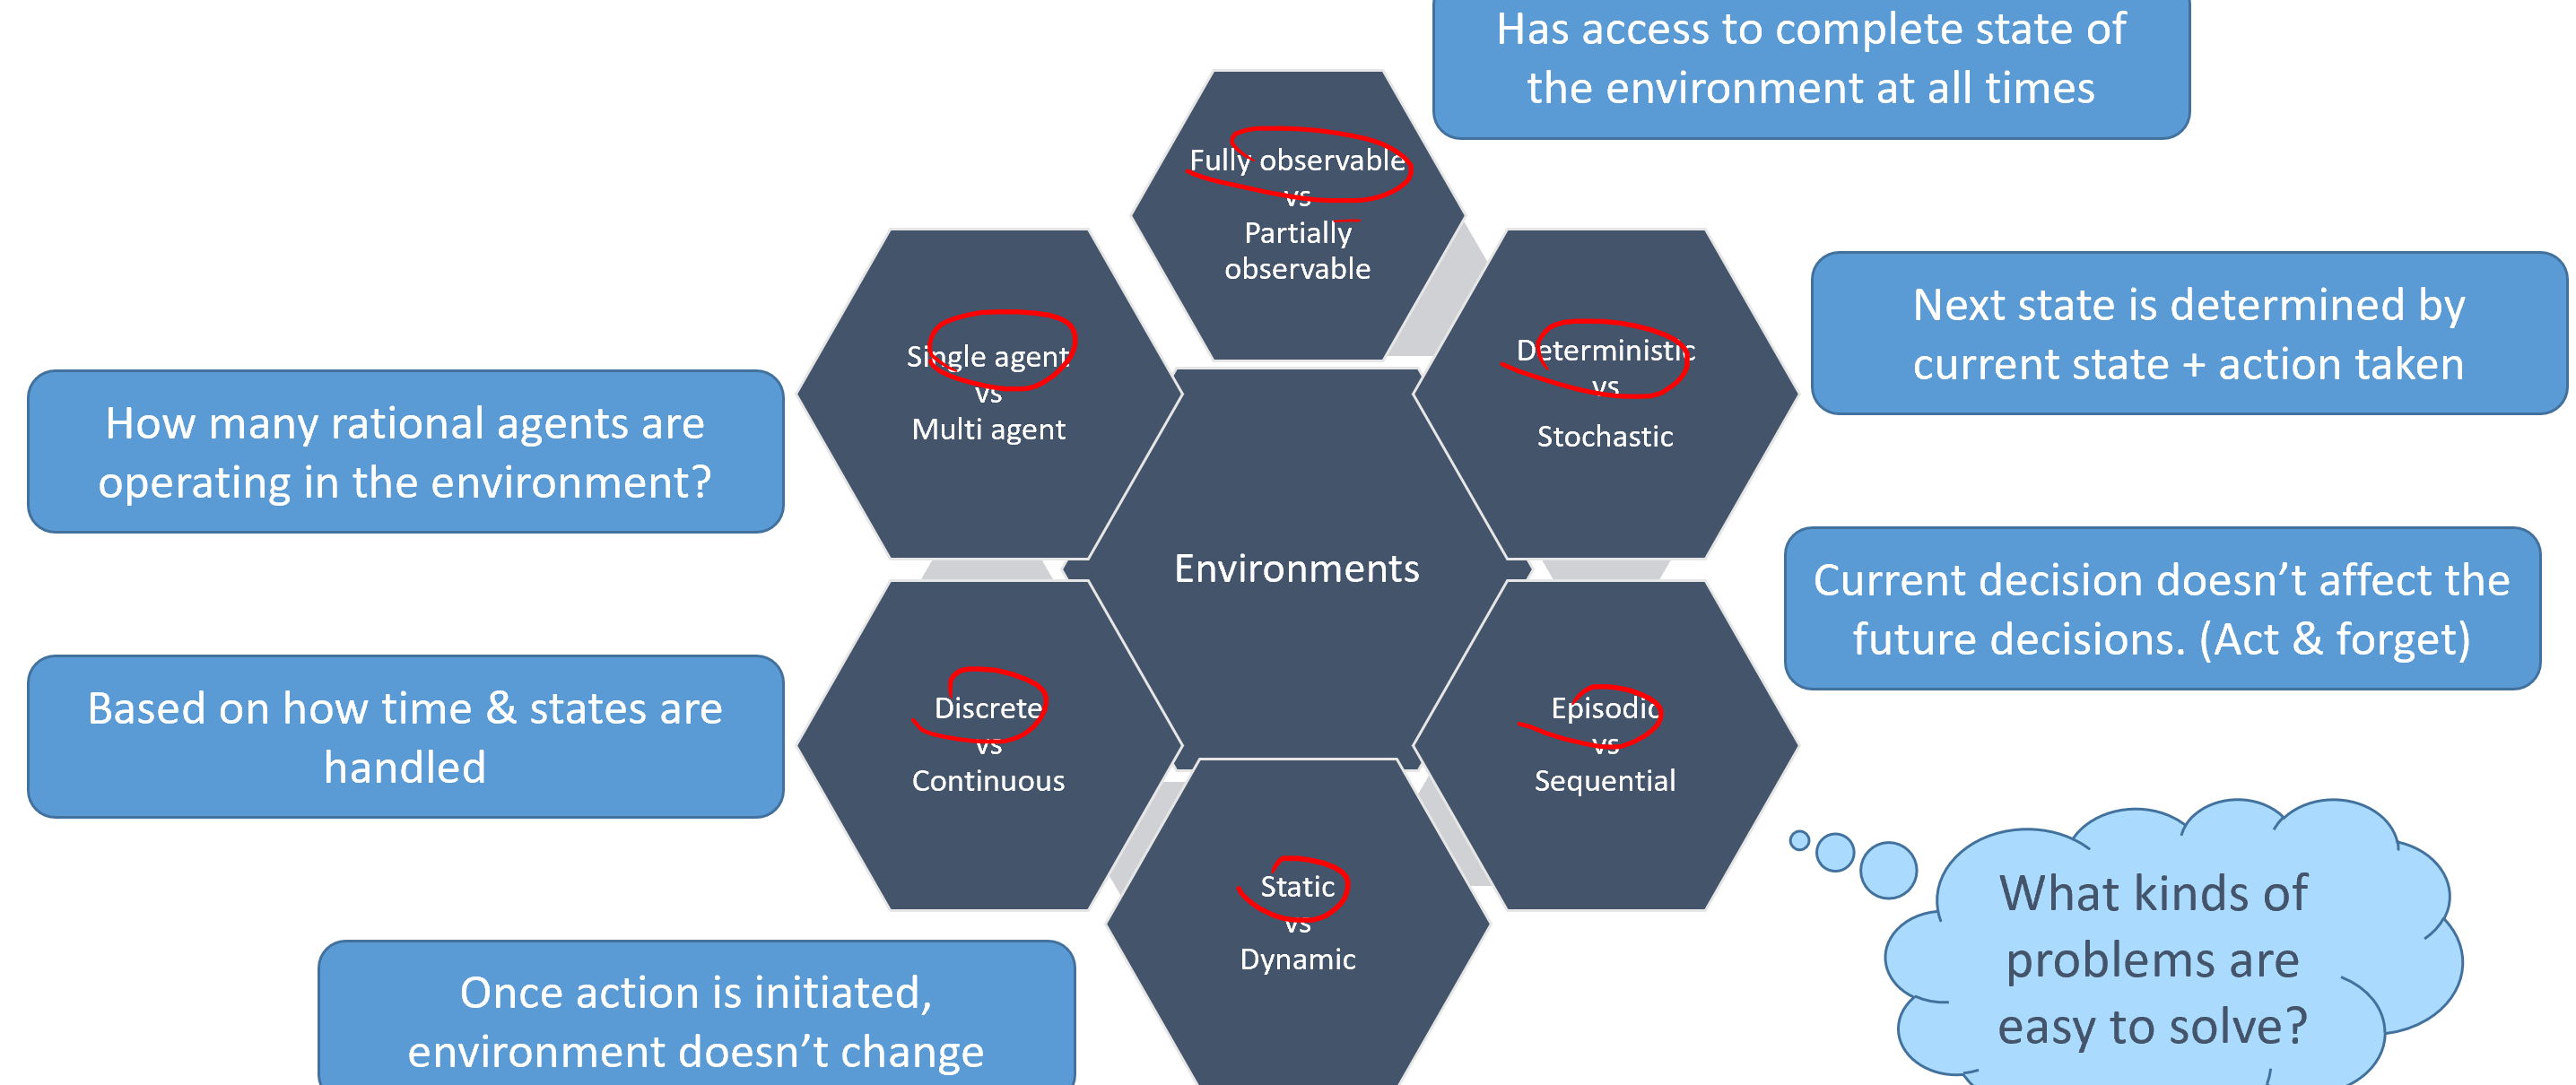 Has access to complete state of
the environment at all times
Fully observable
vs
Partially
observable
Single agent
vs
Multi agent
Deterministic
vs
Stochastic
Next state is determined by
current state + action taken
How many rational agents are
operating in the environment?
Environments
Current decision doesn’t affect the
future decisions. (Act & forget)
Based on how time & states are
handled
Discrete
vs
Continuous
Episodic
vs
Sequential
Static
vs
Dynamic
Once action is initiated,
environment doesn’t change
What kinds of
problems are
easy to solve?